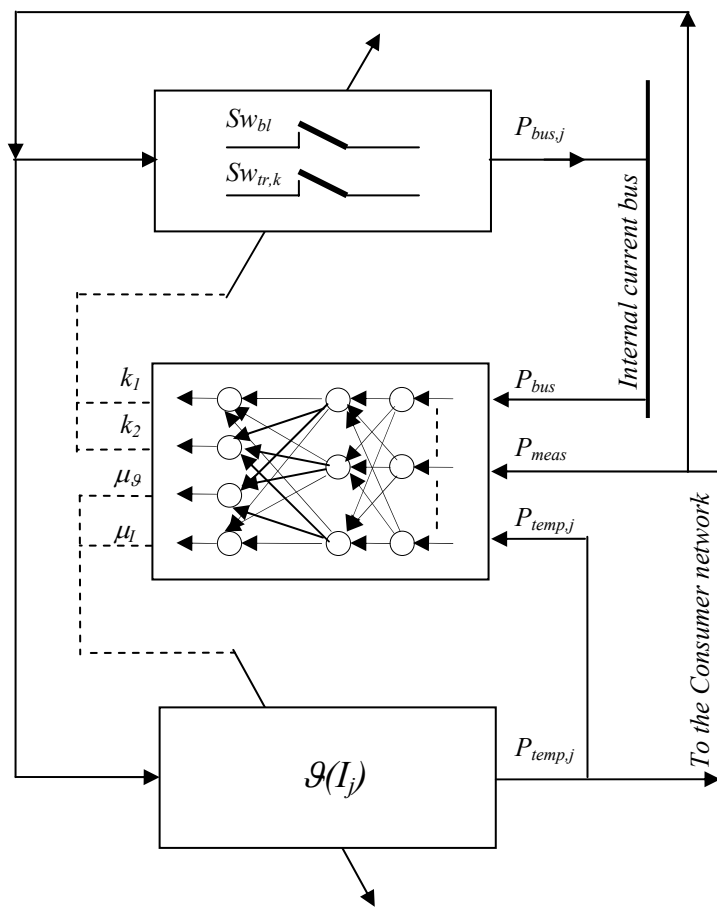 Sw_bl
Sw_tr,k
P_bus,j
Internal current bus
k_1
k_2
μ_ϑ
μ_I
P_bus
P_meas
P_temp,j
To the Consumer network
ϑ(I_j)
P_temp,j